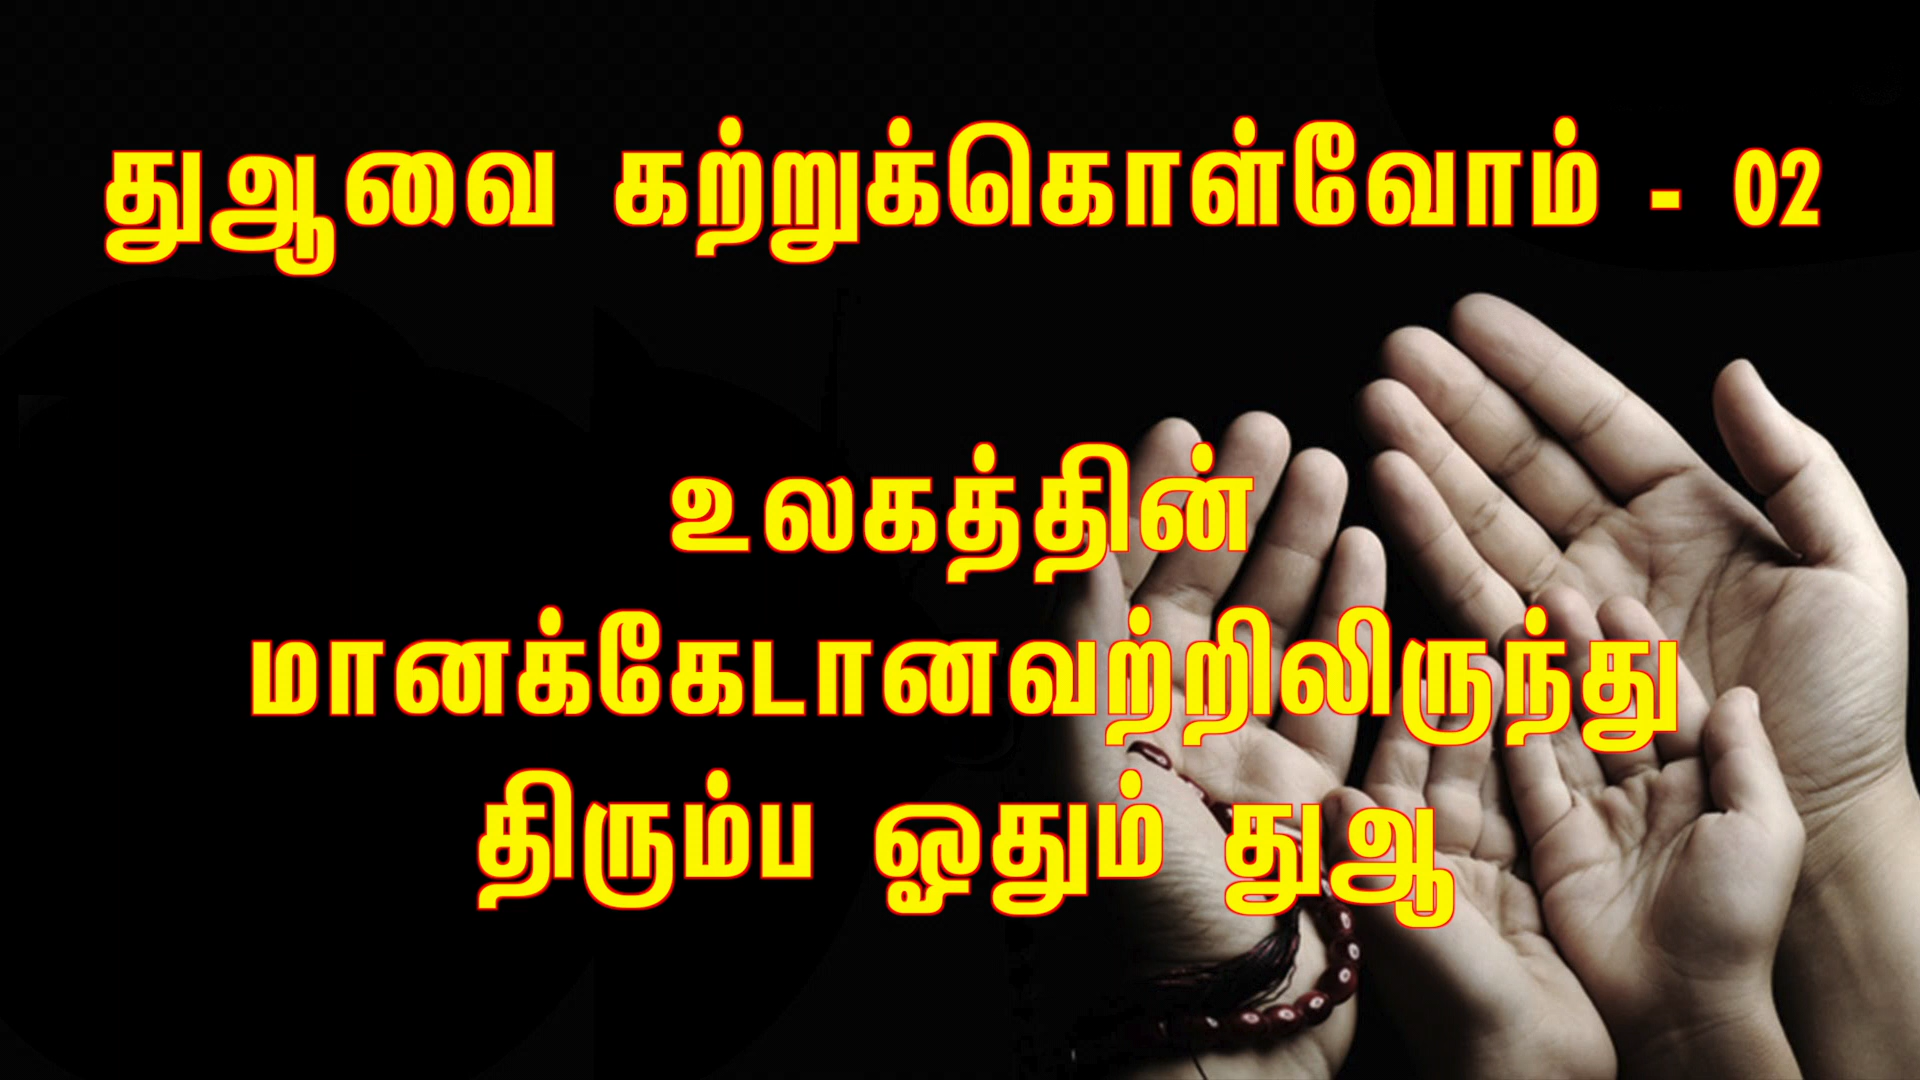 துஆவை கற்றுக்கொள்வோம் - 02
உலகத்தின்
மானக்கேடானவற்றிலிருந்து
திரும்ப ஓதும் துஆ